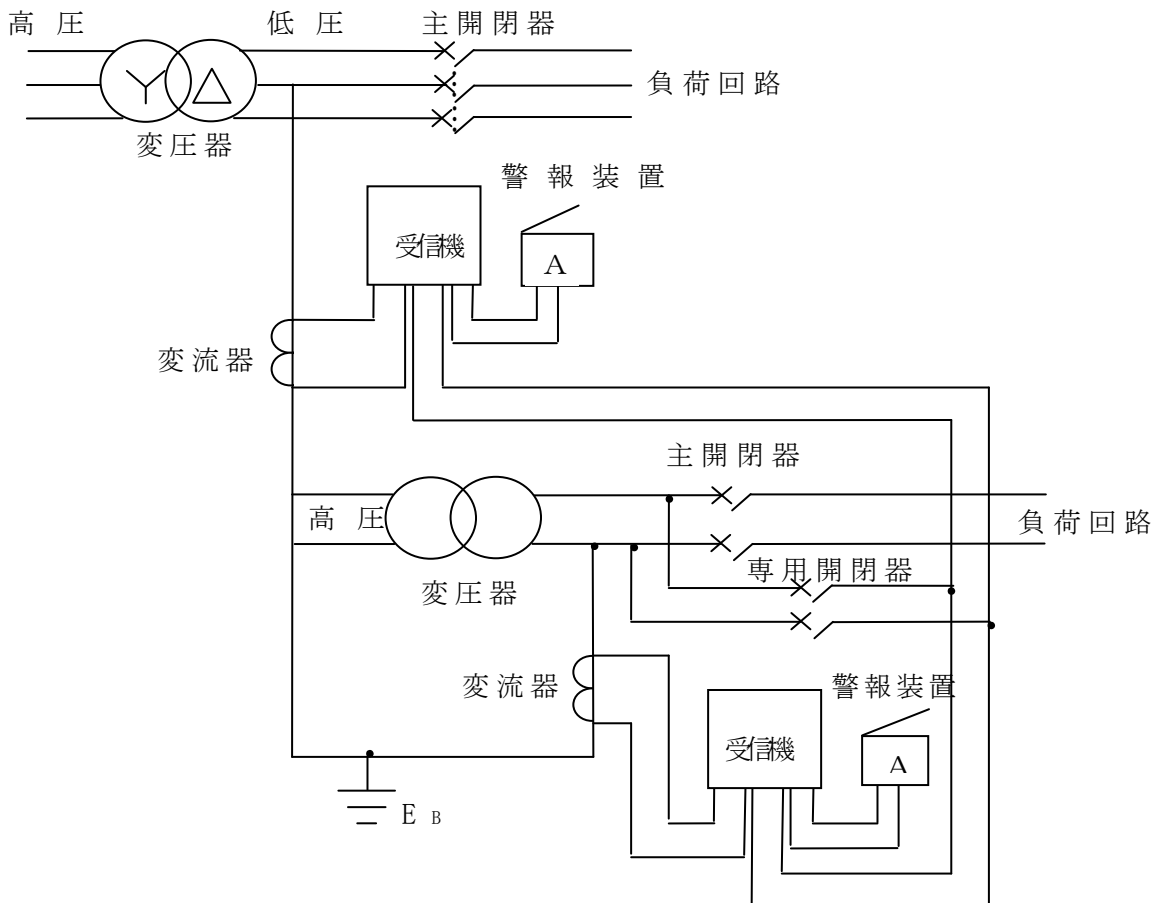 高圧
低圧
主開閉器
負荷回路
変圧器
警報装置
受信機
A
変流器
主開閉器
高圧
負荷回路
専用開閉器
変圧器
変流器
警報装置
受信機
A
EB